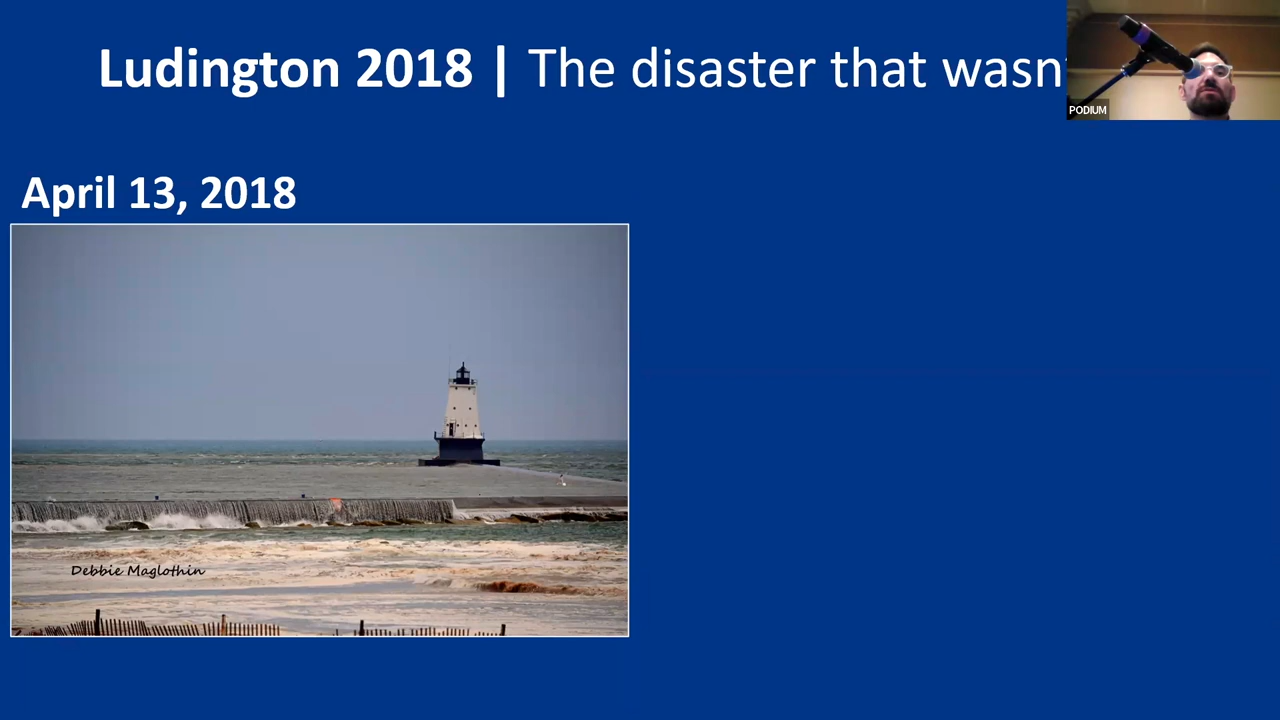 Ludington 2018 | The disaster that wasn'
PODIUM
April 13, 2018
Debbie Maglothin